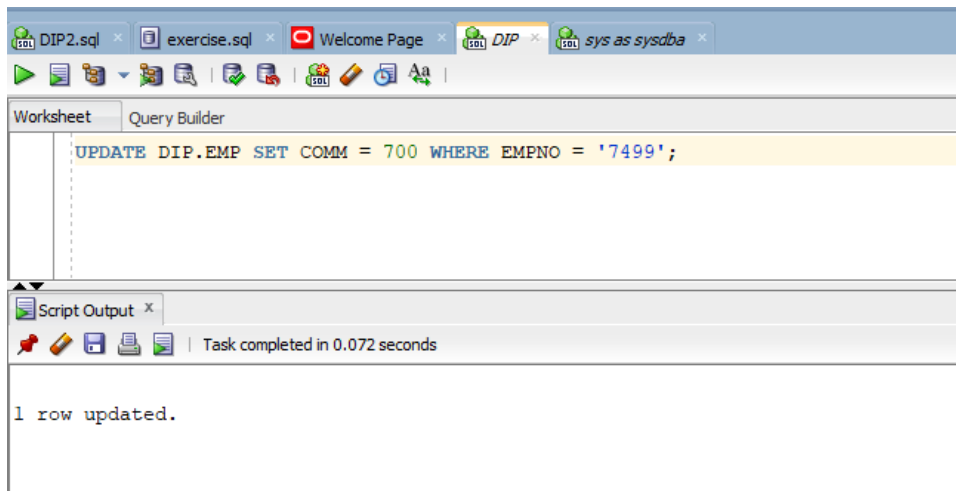 DIP2.sql exercise.sql Welcome Page DIP sys as sysdba
Worksheet Query Builder
UPDATE DIP.EMP SET COMM = 700 WHERE EMPNO = '7499';
Script Output x
Task completed in 0.072 seconds
1 row updated.